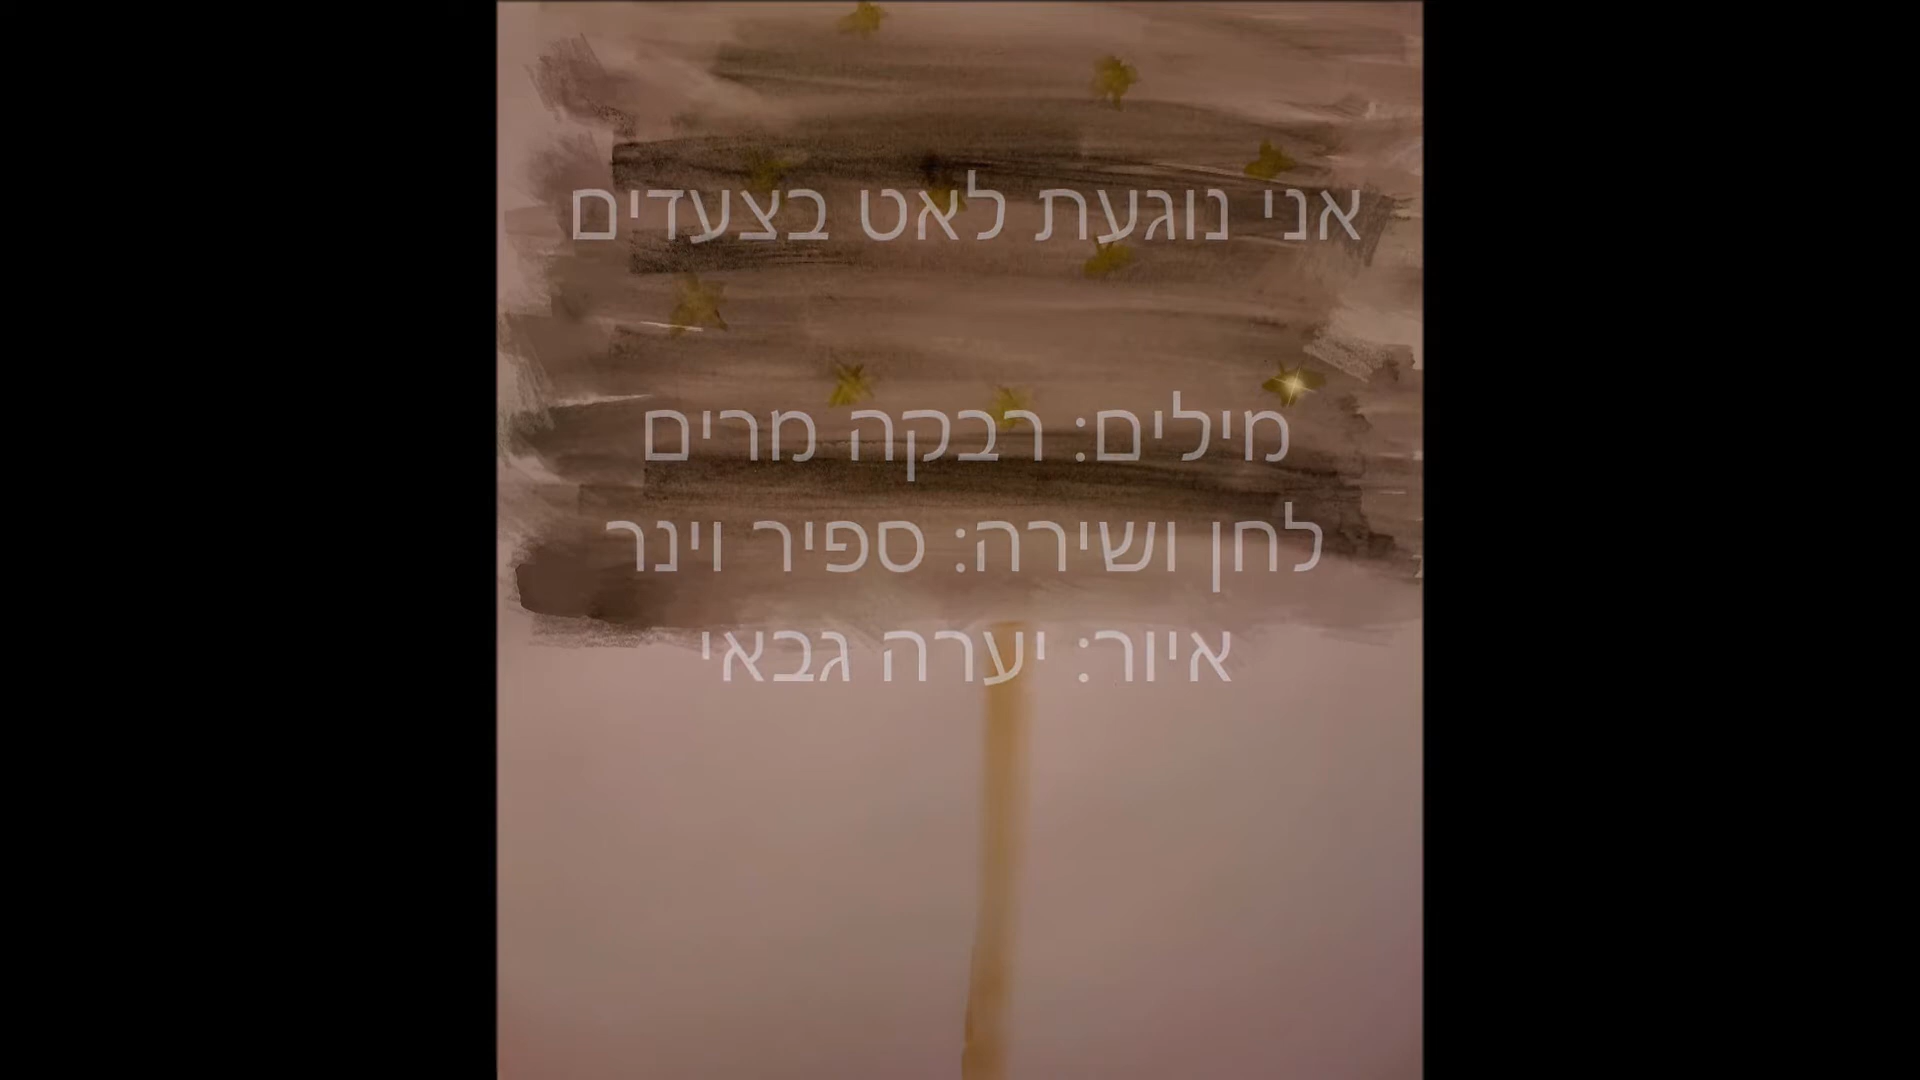 אני נוגעת לאט בצעדים
מילים: רבקה מרים
לחן ושירה: ספיר וינר
איור: יערה גבאי